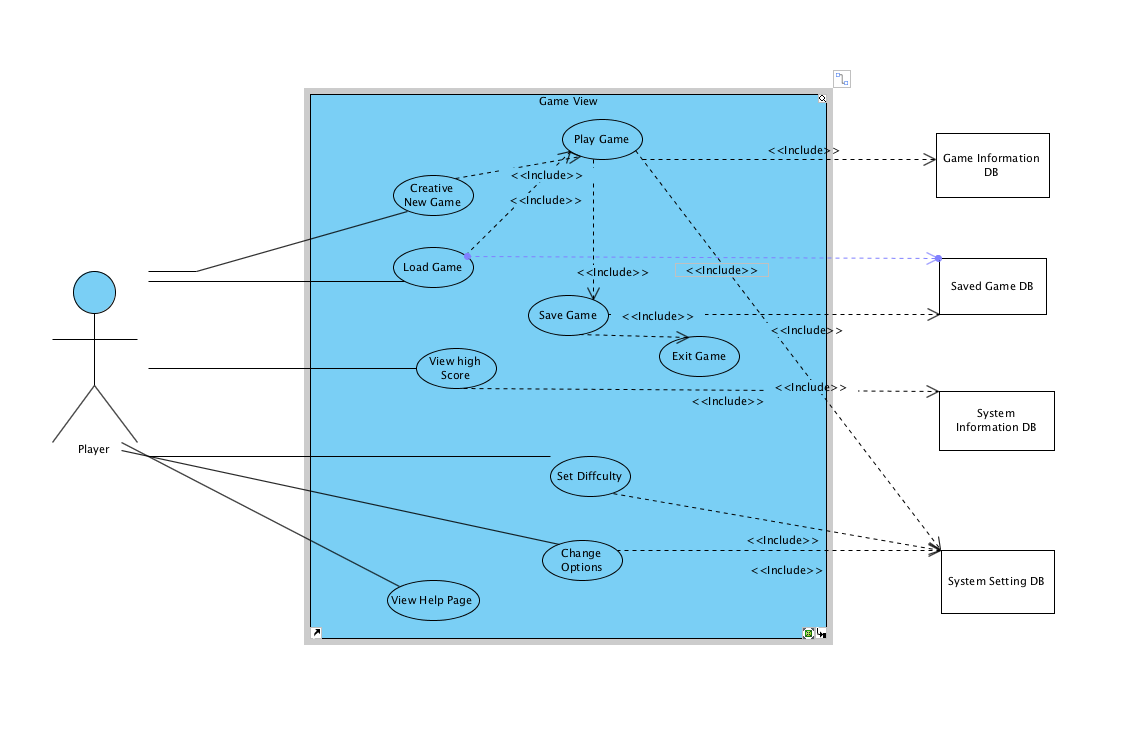 Game View
Play Game
<<Include>>
Game Information
DB
<<Include>>
Creative
New Game
<<Include>>
Load Game
<<Include>>
<<Include>>
Saved Game DB
Save Game
<<Include>>
<<Include>>
Exit Game
View high
Score
<<Include>>
<<Include>>
System
Information DB
Player
Set Diffculty
<<Include>>
Change
Options
<<Include>>
System Setting DB
View Help Page